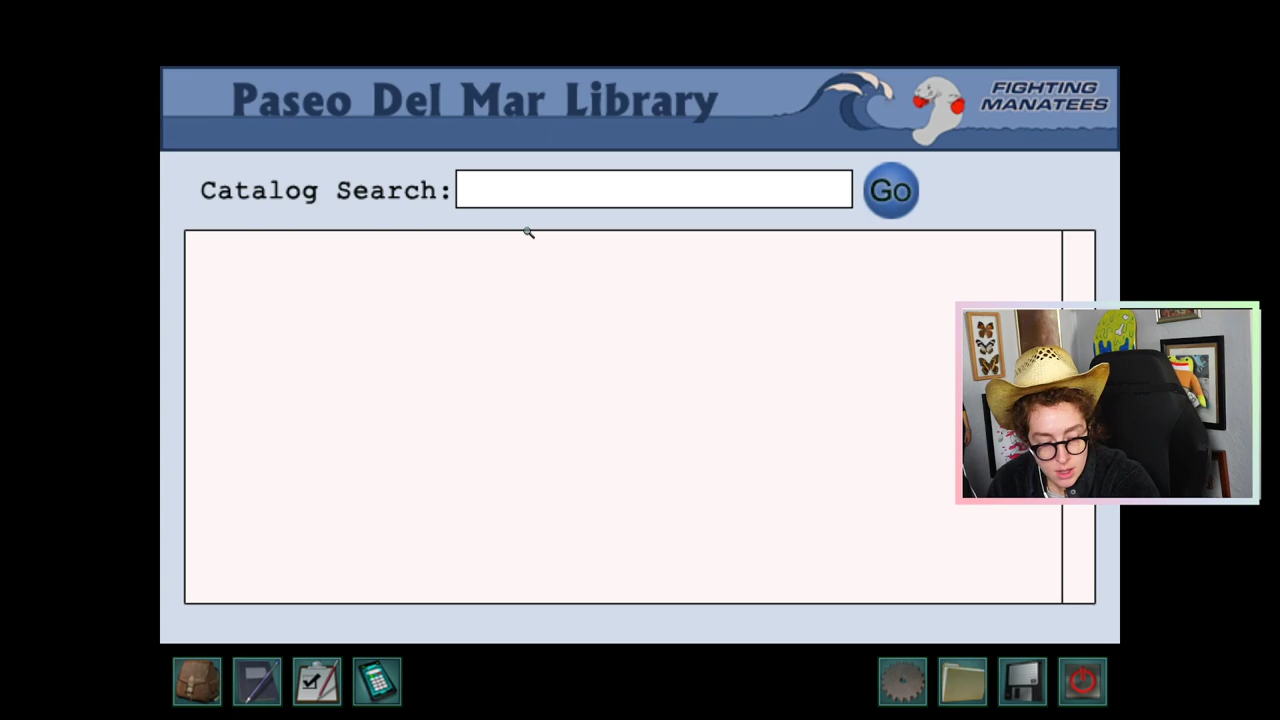 Paseo Del Mar Library
FIGHTING
MANATEES
Catalog Search:
Go